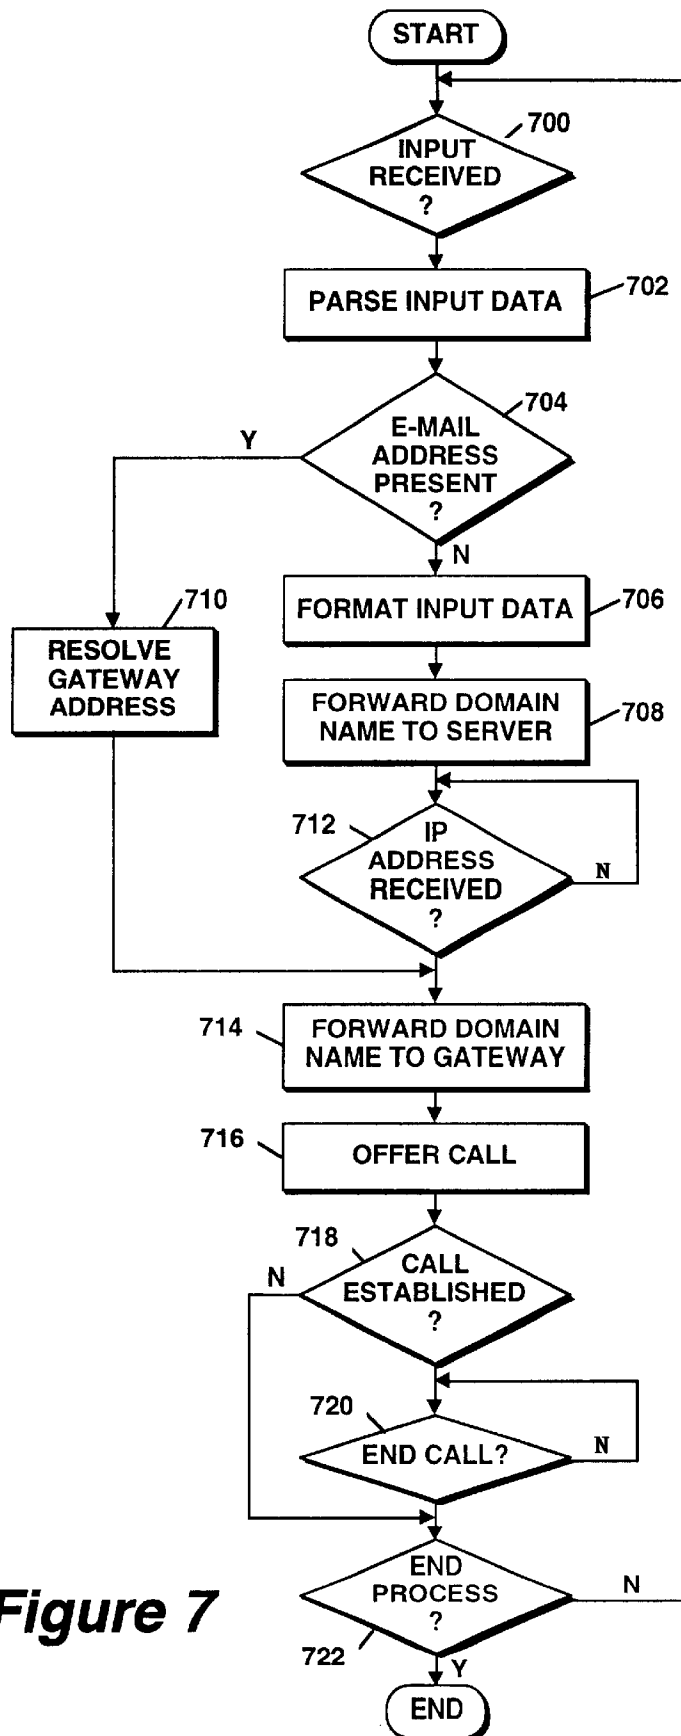 START
700
INPUT
RECEIVED
?
PARSE INPUT DATA
702
704
E-MAIL
ADDRESS
PRESENT
?
Y
N
FORMAT INPUT DATA
706
710
RESOLVE
GATEWAY
ADDRESS
FORWARD DOMAIN
NAME TO SERVER
708
712
IP
ADDRESS
RECEIVED
?
N
714
FORWARD DOMAIN
NAME TO GATEWAY
716
OFFER CALL
718
CALL
ESTABLISHED
?
N
720
END CALL?
N
END
PROCESS
?
N
722
Y
END
Figure 7